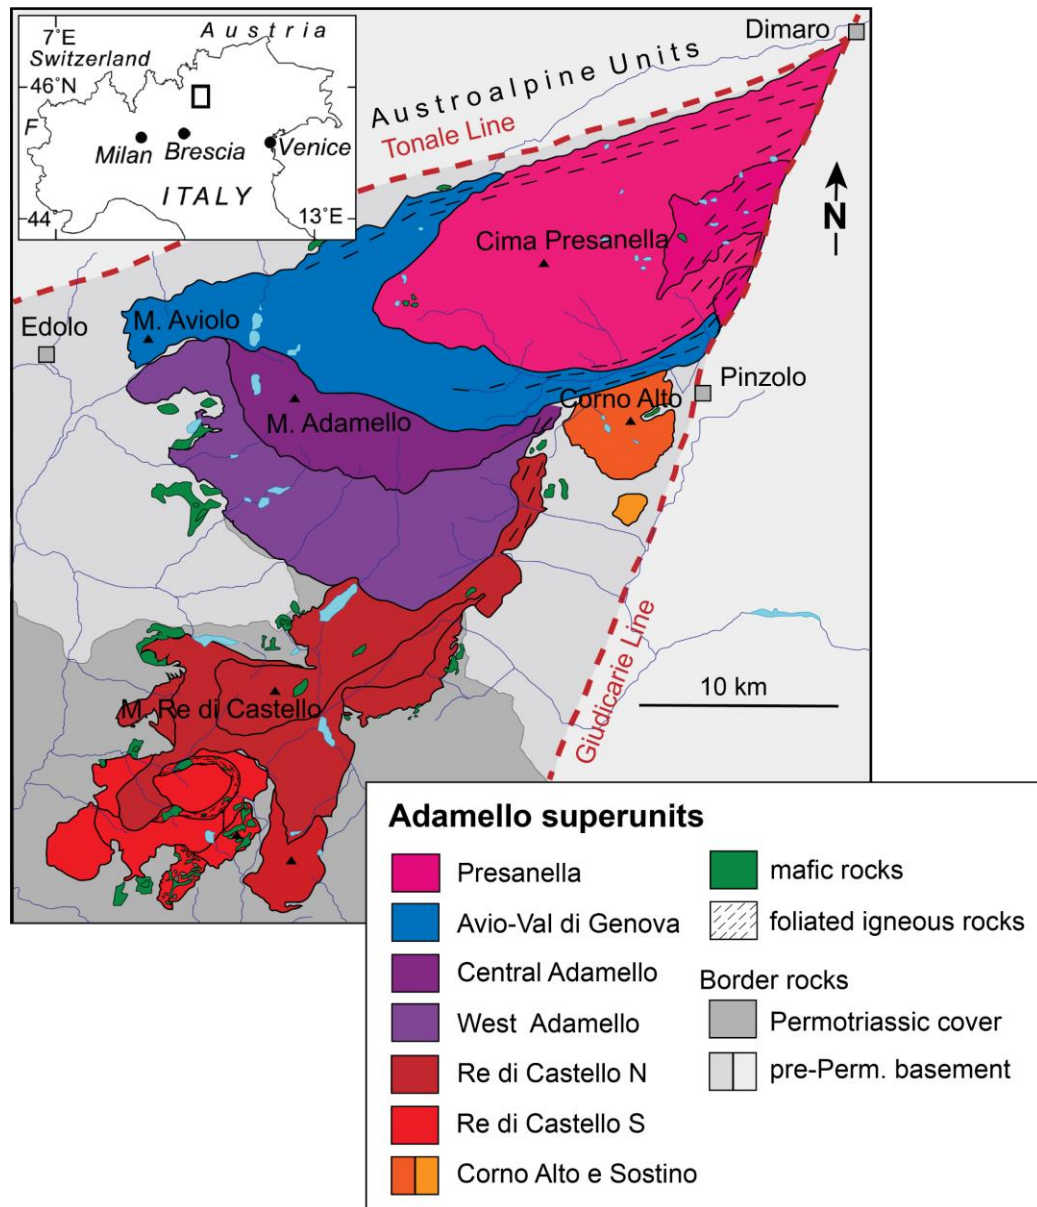 7˚E
Austria
Switzerland
46˚N
F
Milan
Brescia
Venice
ITALY
44
13˚E
Dimaro
Austroalpine Units
Tonale Line
N
Cima Presanella
Edolo
M. Aviolo
Pinzolo
Corno Alto
M. Adamello
Giudicarie Line
10 km
M. Re di Castello
Adamello superunits
Presanella
Avio-Val di Genova
Central Adamello
West Adamello
Re di Castello N
Re di Castello S
Corno Alto e Sostino
mafic rocks
foliated igneous rocks
Border rocks
Permotriassic cover
pre-Perm. basement